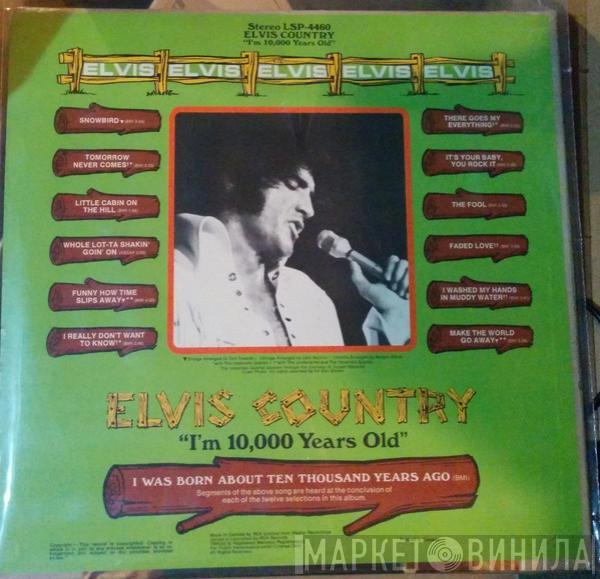 Stereo LSP-4460
ELVIS COUNTRY
"I'm 10,000 Years Old"
ELVIS ELVIS ELVIS ELVIS ELVIS
SNOWBIRD
TOMORROW
NEVER COMES!*
LITTLE CABIN ON
THE HILL
WHOLE LOT-TA SHAKIN'
GOIN' ON
FUNNY HOW TIME
SLIPS AWAY
I REALLY DON'T WANT
TO KNOW!*
THERE GOES MY
EVERYTHING!*
IT'S YOUR BABY,
YOU ROCK IT
THE FOOL
FADED LOVE!!
I WASHED MY HANDS
IN MUDDY WATER!!
MAKE THE WORLD
GO AWAY
ELVIS COUNTRY
"I'm 10,000 Years Old"
I WAS BORN ABOUT TEN THOUSAND YEARS AGO (BMI)
Segments of the above song are heard at the conclusion of
each of the twelve selections in this album.
МАРКЕТ ВИНИЛА